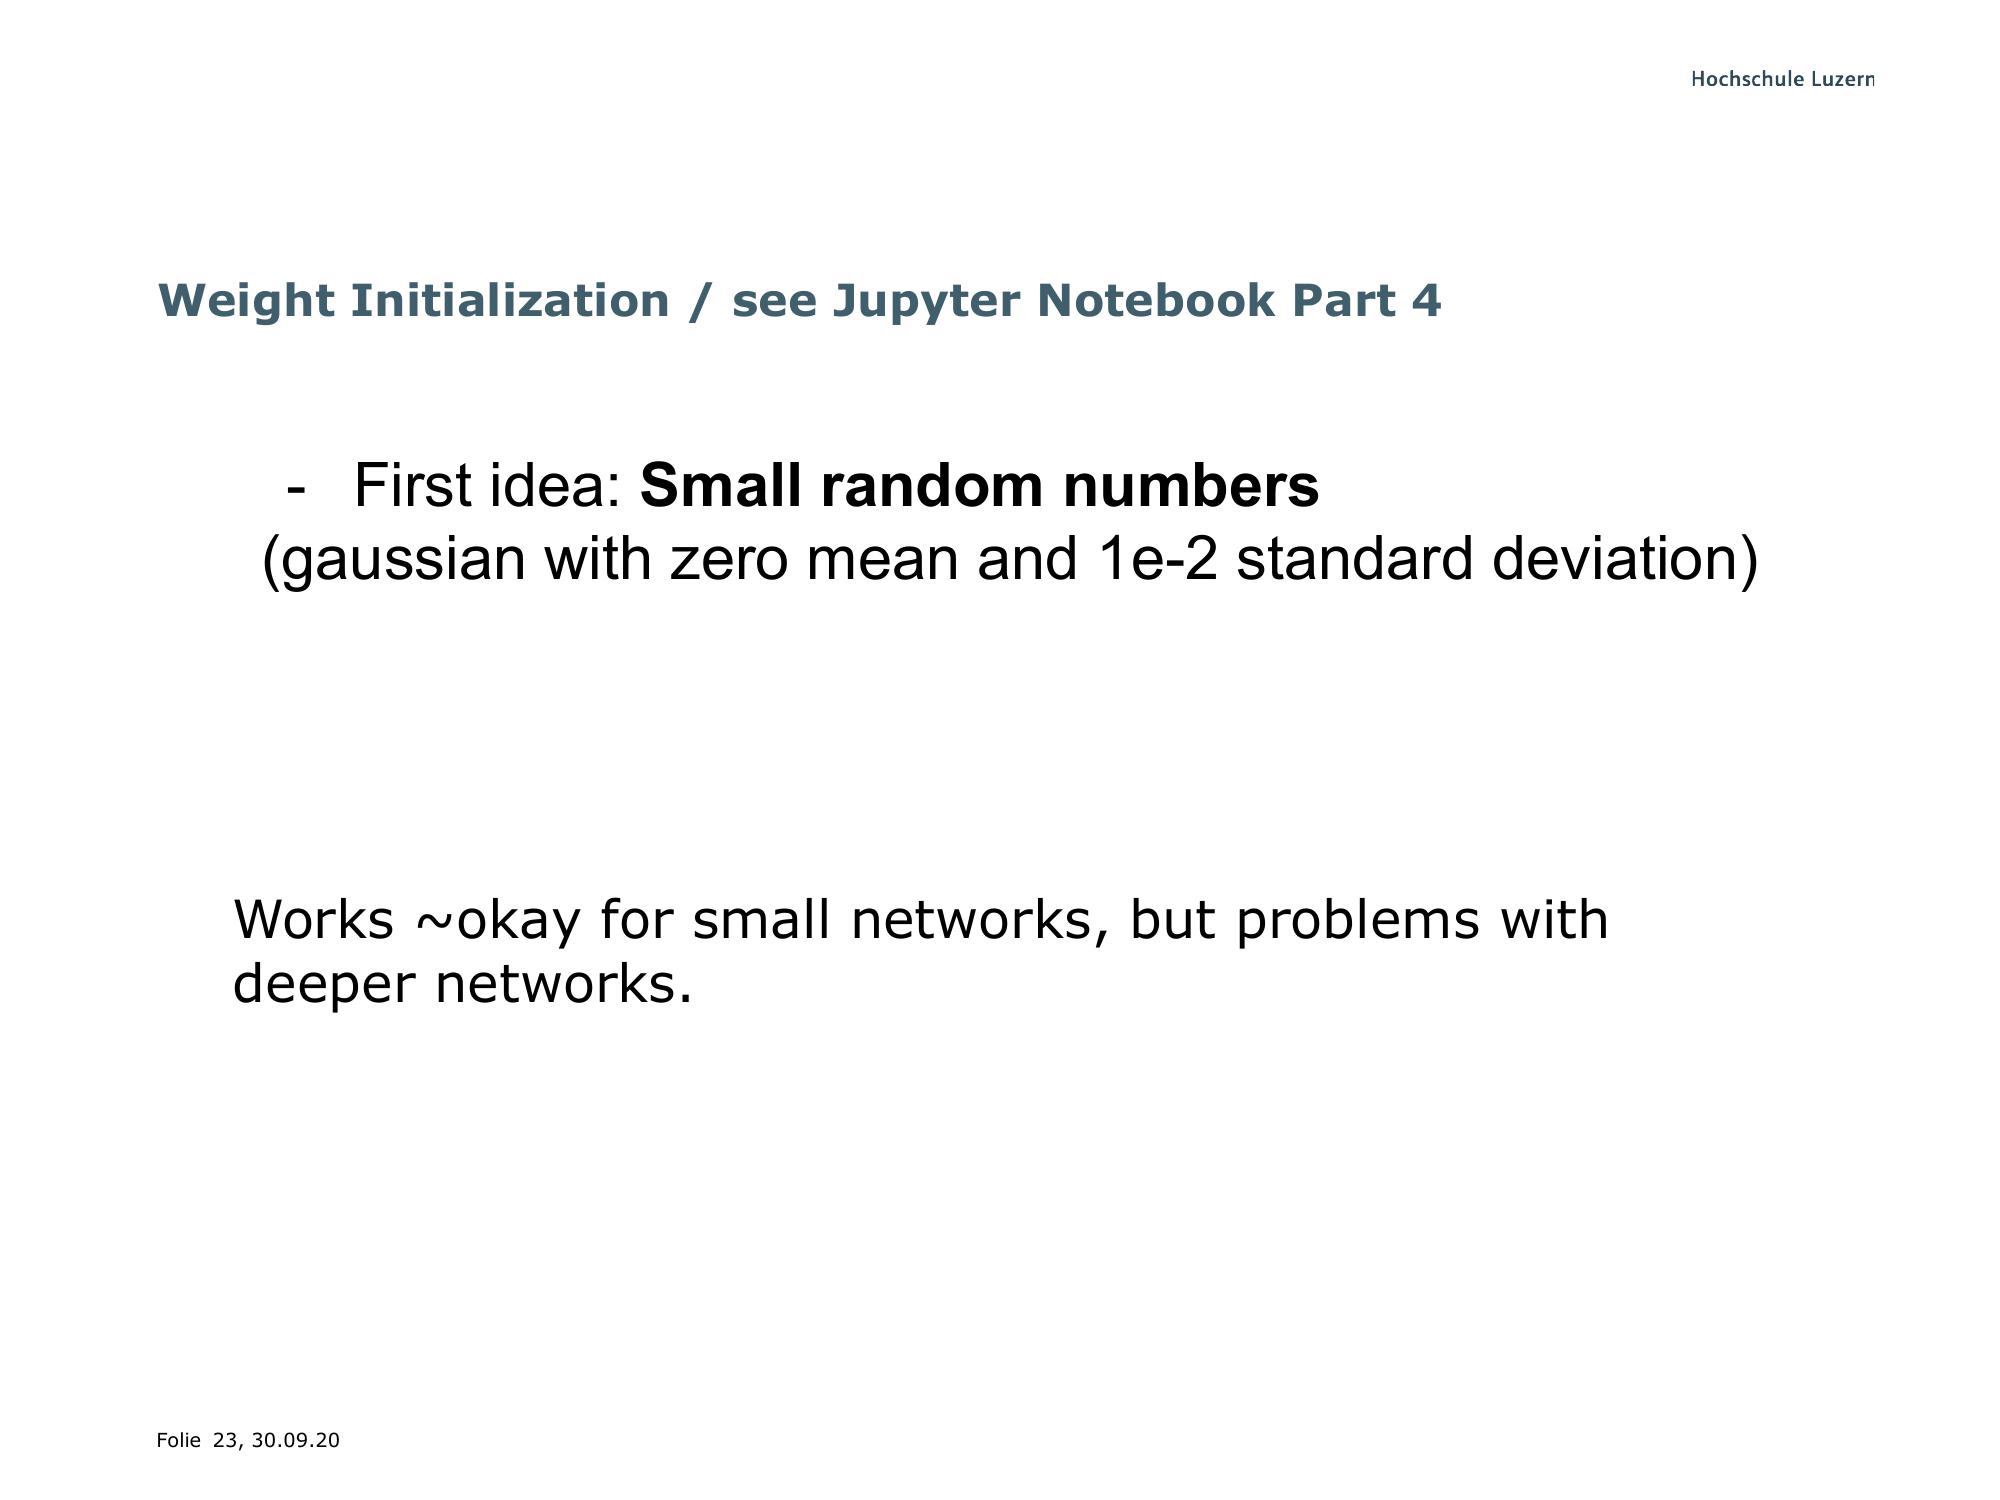 Hochschule Luzern
Weight Initialization / see Jupyter Notebook Part 4
- First idea: Small random numbers
(gaussian with zero mean and 1e-2 standard deviation)
Works ~okay for small networks, but problems with
deeper networks.
Folie 23, 30.09.20